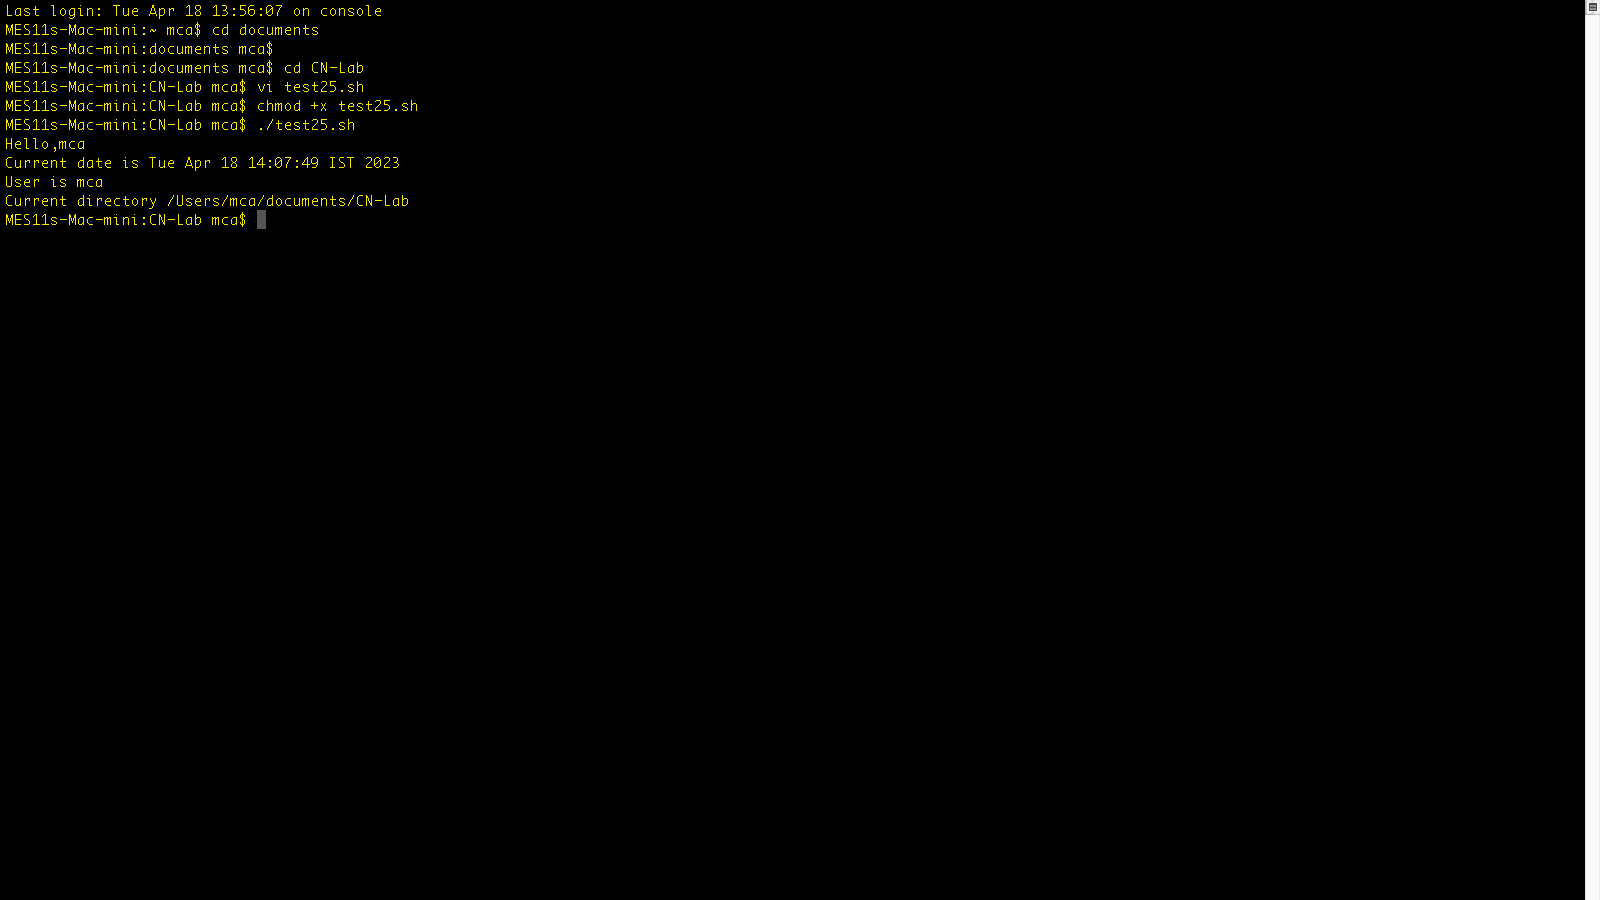 Last login: Tue Apr 18 13:56:07 on console
MES11s-Mac-mini:~ mca$ cd documents
MES11s-Mac-mini:documents mca$
MES11s-Mac-mini:documents mca$ cd CN-Lab
MES11s-Mac-mini:CN-Lab mca$ vi test25.sh
MES11s-Mac-mini:CN-Lab mca$ chmod +x test25.sh
MES11s-Mac-mini:CN-Lab mca$ ./test25.sh
Hello,mca
Current date is Tue Apr 18 14:07:49 IST 2023
User is mca
Current directory /Users/mca/documents/CN-Lab
MES11s-Mac-mini:CN-Lab mca$